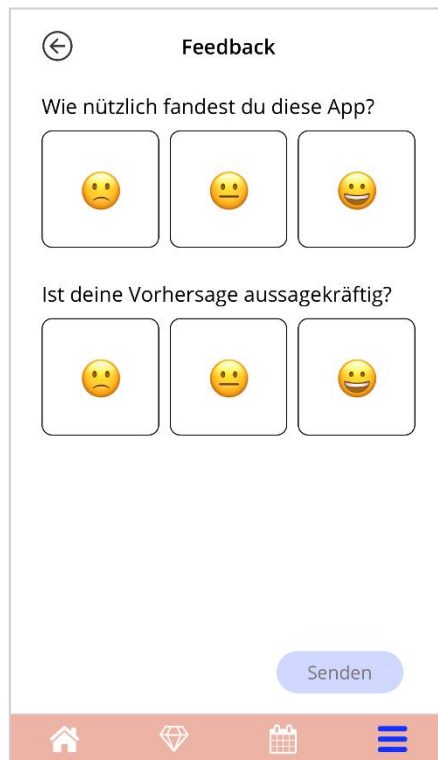 Feedback
Wie nützlich fandest du diese App?
Ist deine Vorhersage aussagekräftig?
Senden